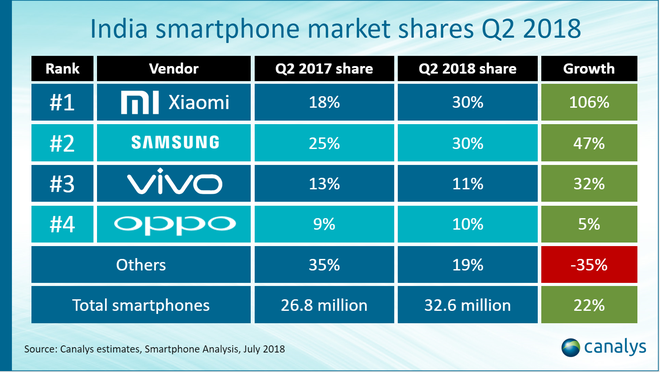 India smartphone market shares Q2 2018
Rank Vendor Q2 2017 share Q2 2018 share Growth
#1 mi Xiaomi 18% 30% 106%
#2 SAMSUNG 25% 30% 47%
#3 vivo 13% 11% 32%
#4 oppo 9% 10% 5%
Others 35% 19% -35%
Total smartphones 26.8 million 32.6 million 22%
Source: Canalys estimates, Smartphone Analysis, July 2018
canalys